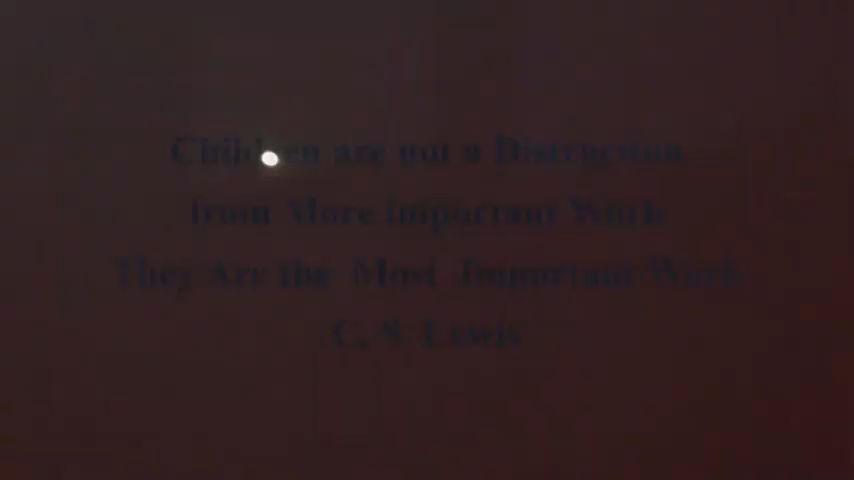 Children are not a Distraction
from More Important Work
They Are the Most Important Work
C. S. Lewis